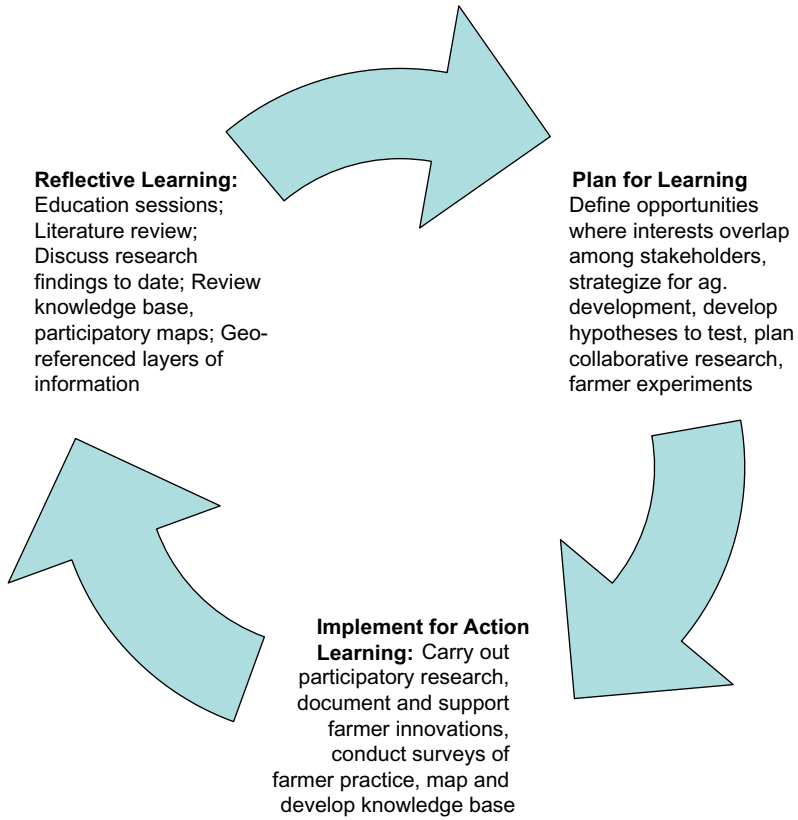 Reflective Learning:
Education sessions;
Literature review;
Discuss research
findings to date; Review
knowledge base,
participatory maps; Geo-
referenced layers of
information
Plan for Learning
Define opportunities
where interests overlap
among stakeholders,
strategize for ag.
development, develop
hypotheses to test, plan
collaborative research,
farmer experiments
Implement for Action
Learning: Carry out
participatory research,
document and support
farmer innovations,
conduct surveys of
farmer practice, map and
develop knowledge base